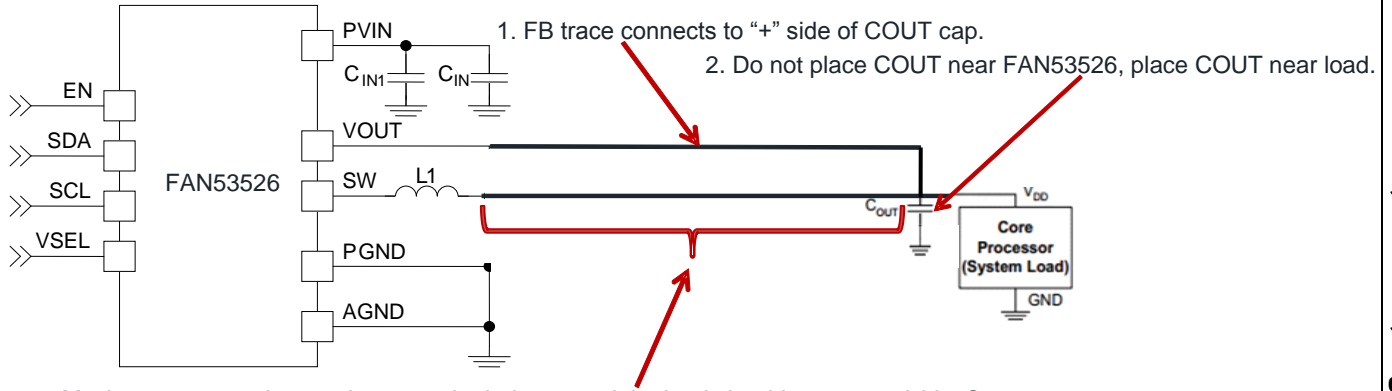 PVIN
1. FB trace connects to “+” side of COUT cap.
2. Do not place COUT near FAN53526, place COUT near load.
CIN1
CIN
EN
VOUT
SDA
FAN53526
SW
L1
SCL
COUT
VDD
VSEL
Core
Processor
(System Load)
PGND
GND
AGND